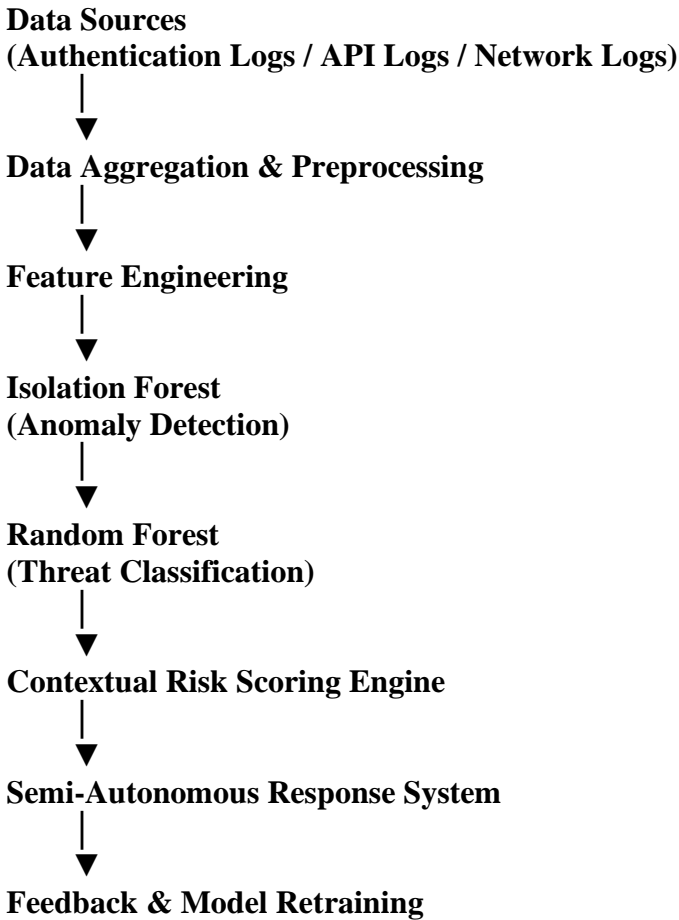 Data Sources
(Authentication Logs / API Logs / Network Logs)
Data Aggregation & Preprocessing
Feature Engineering
Isolation Forest
(Anomaly Detection)
Random Forest
(Threat Classification)
Contextual Risk Scoring Engine
Semi-Autonomous Response System
Feedback & Model Retraining